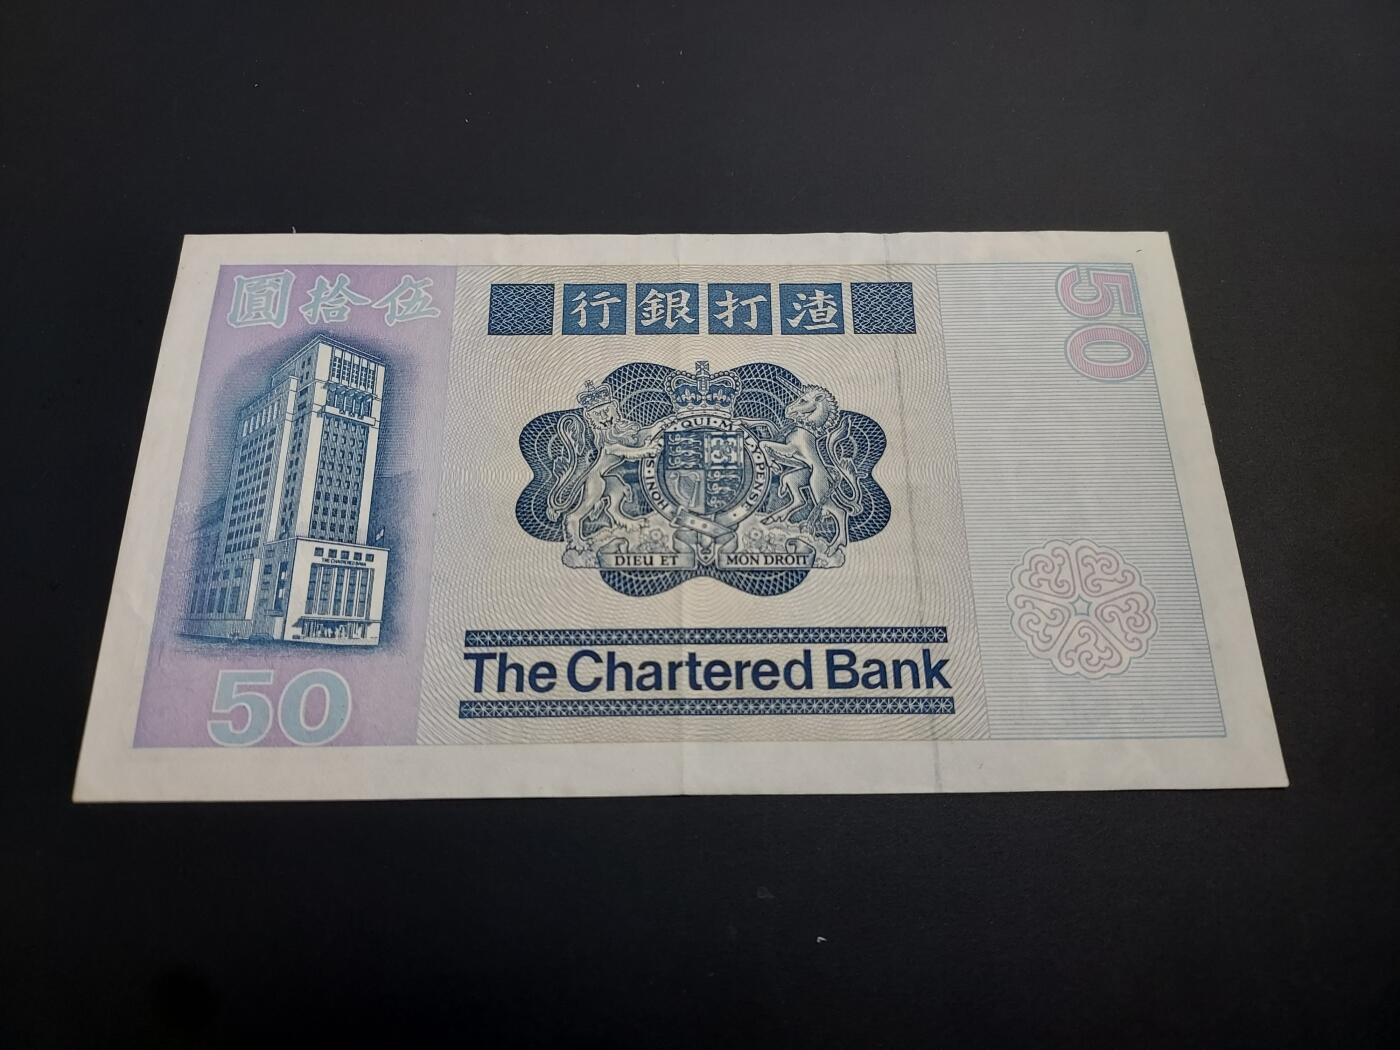 圓拾伍
行銀打渣
50
HONI·SOIT·QUI·MAL·Y·PENSE
DIEU ET MON DROIT
THE CHARTERED BANK
The Chartered Bank
50